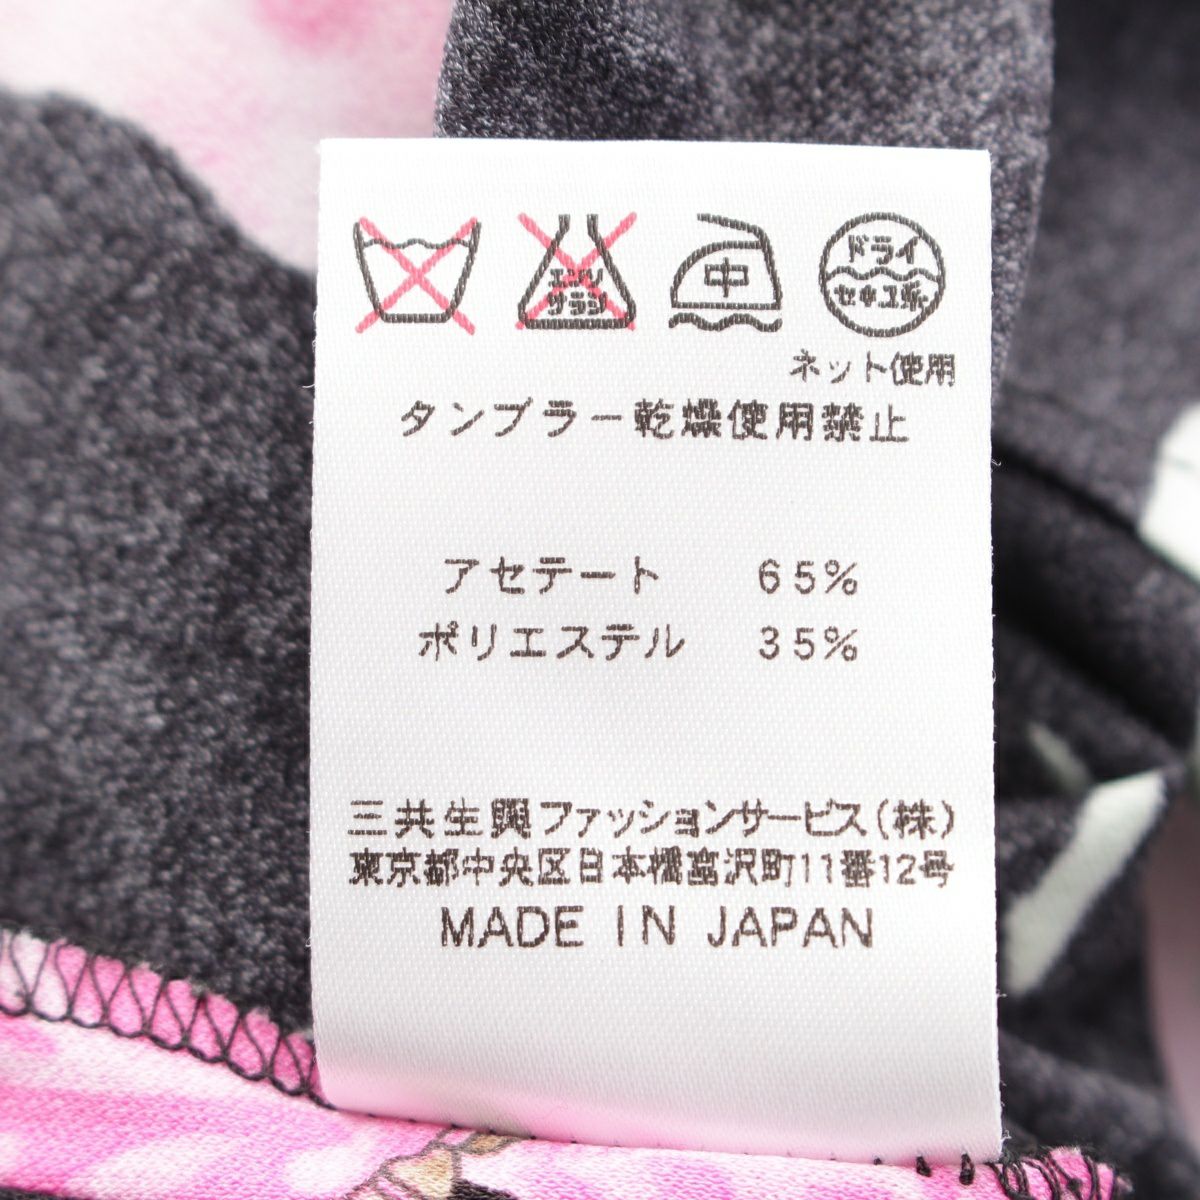 エンソ
サラシ
中
ドライ
セキユ系
ネット使用
タンブラー乾燥使用禁止
アセテート 65%
ポリエステル 35%
三共生興ファッションサービス(株)
東京都中央区日本橋富沢町11番12号
MADE IN JAPAN